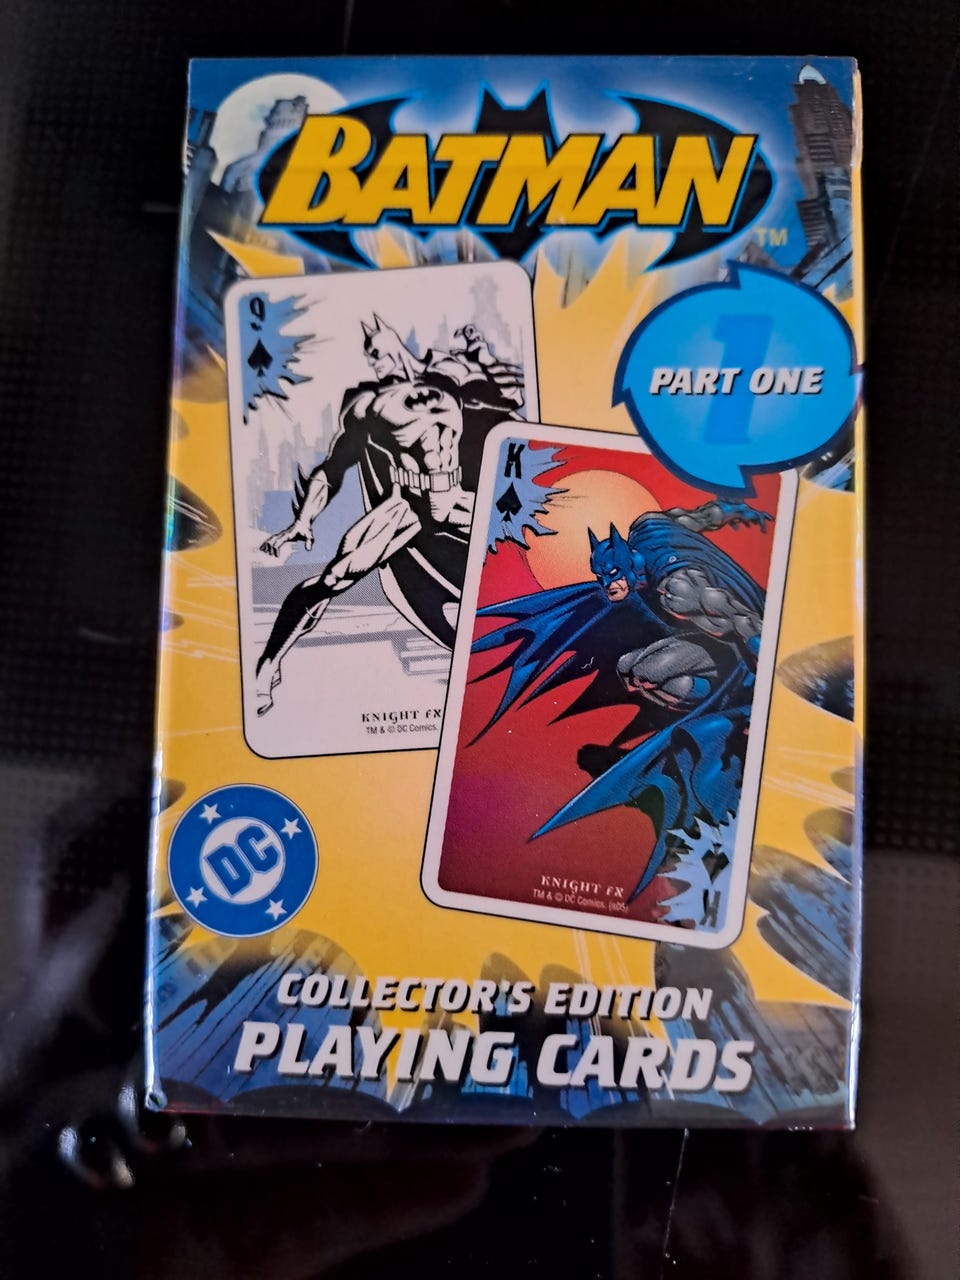 BATMAN
TM
9
1
PART ONE
K
KNIGHT FX
TM & © DC Comics.
DC
KNIGHT FX
TM & © DC Comics. (s05)
K
COLLECTOR'S EDITION
PLAYING CARDS